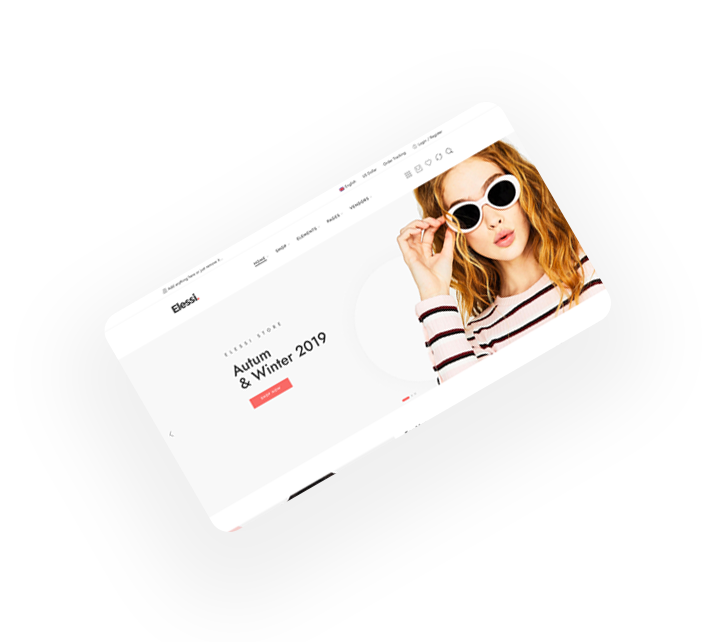 Add anything here or just remove it...
English US Dollar Order Tracking Login / Register
Elessi.
HOME SHOP ELEMENTS PAGES VENDORS
ELESSI STORE
Autum
& Winter 2019
SHOP NOW